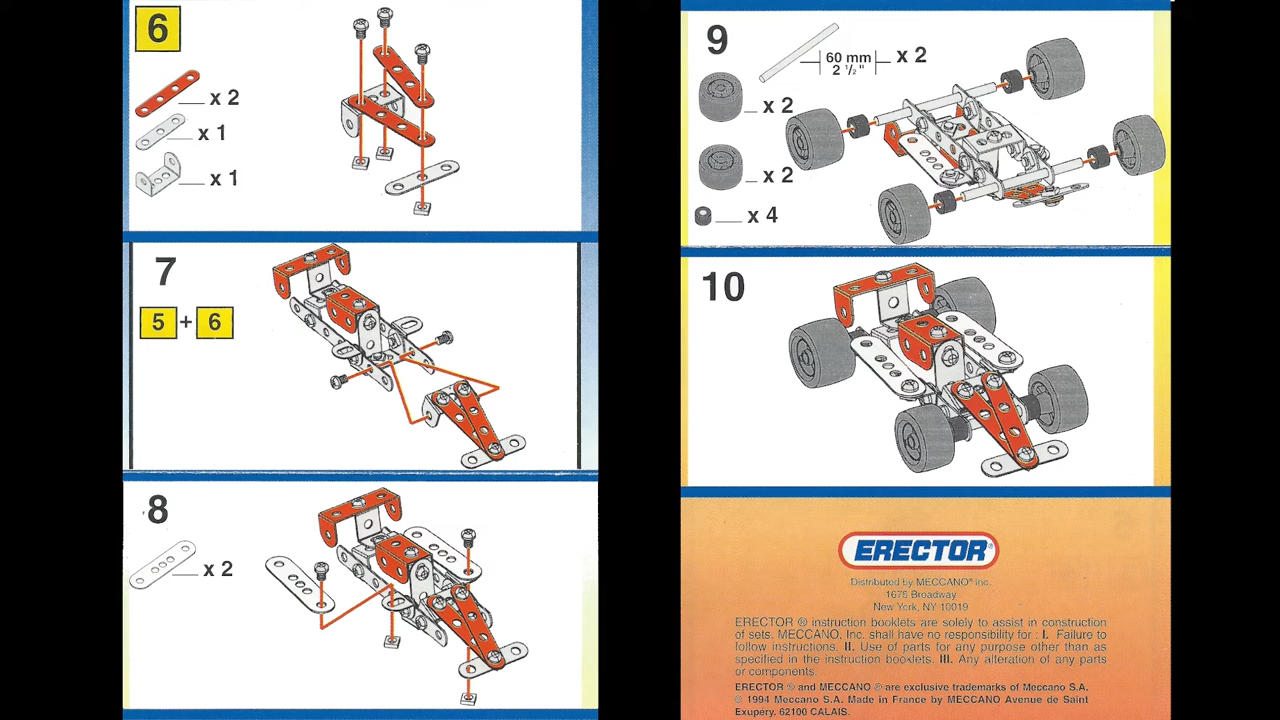 6
x 2
x 1
x 1
7
5 + 6
8
x 2
9
60 mm
2 ½"
x 2
x 2
x 2
x 4
10
ERECTOR®
Distributed by MECCANO® Inc.
1675 Broadway
New York, NY 10019
ERECTOR ® instruction booklets are solely to assist in construction
of sets. MECCANO, Inc. shall have no responsibility for : I. Failure to
follow instructions. II. Use of parts for any purpose other than as
specified in the instruction booklets. III. Any alteration of any parts
or components.
ERECTOR ® and MECCANO ® are exclusive trademarks of Meccano S.A.
© 1994 Meccano S.A. Made in France by MECCANO Avenue de Saint
Exupéry. 62100 CALAIS.